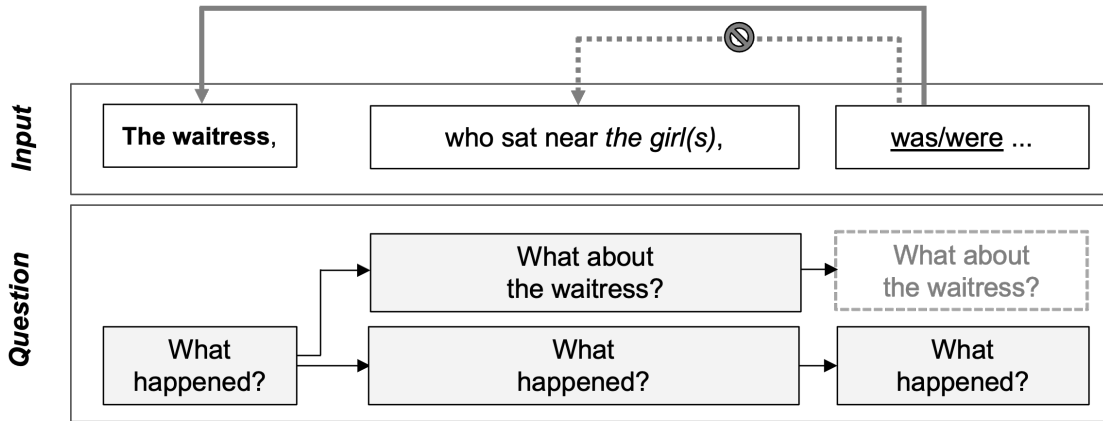 Input
The waitress,
who sat near the girl(s),
was/were ...
Question
What about
the waitress?
What about
the waitress?
What
happened?
What
happened?
What
happened?